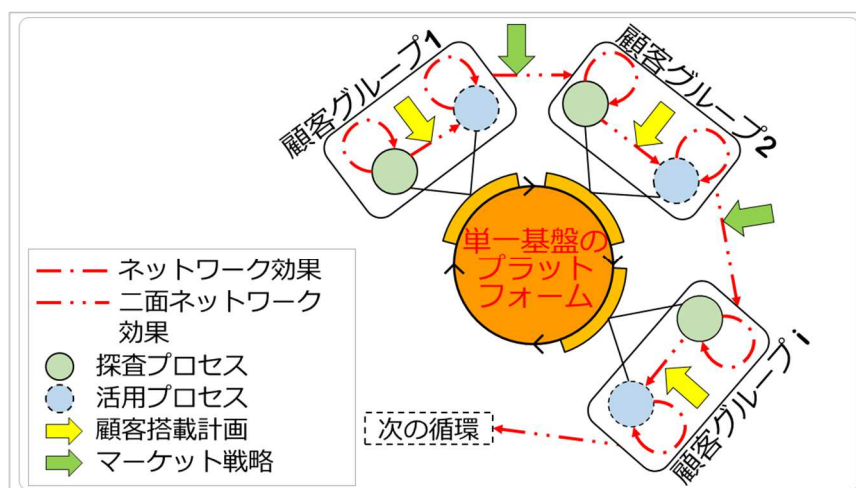 顧客グループ1
顧客グループ2
単一基盤の
プラット
フォーム
ネットワーク効果
二面ネットワーク
効果
探査プロセス
活用プロセス
顧客搭載計画
マーケット戦略
次の循環
顧客グループi